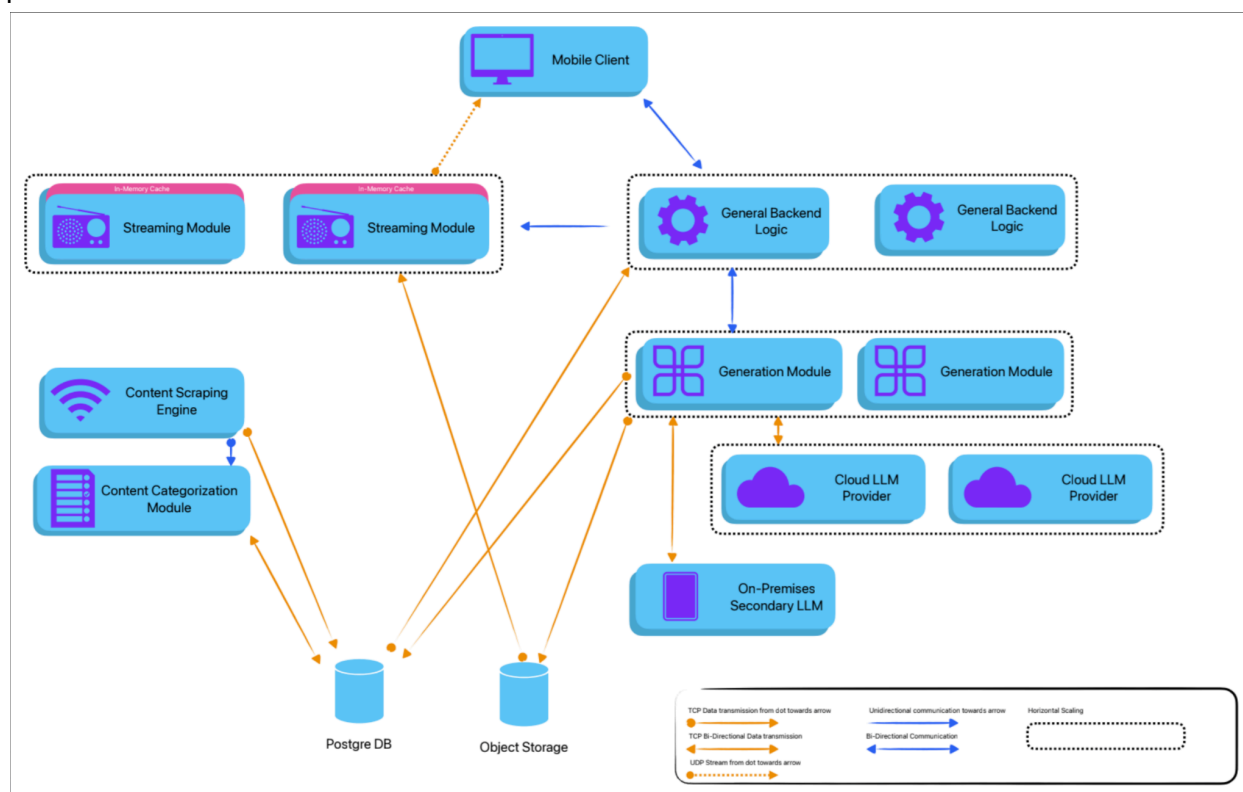 Mobile Client
In-Memory Cache
In-Memory Cache
Streaming Module
Streaming Module
General Backend
Logic
General Backend
Logic
Generation Module
Generation Module
Content Scraping
Engine
Content Categorization
Module
Cloud LLM
Provider
Cloud LLM
Provider
On-Premises
Secondary LLM
Postgre DB
Object Storage
TCP Data transmission from dot towards arrow
TCP Bi-Directional Data transmission
UDP Stream from dot towards arrow
Unidirectional communication towards arrow
Bi-Directional Communication
Horizontal Scaling